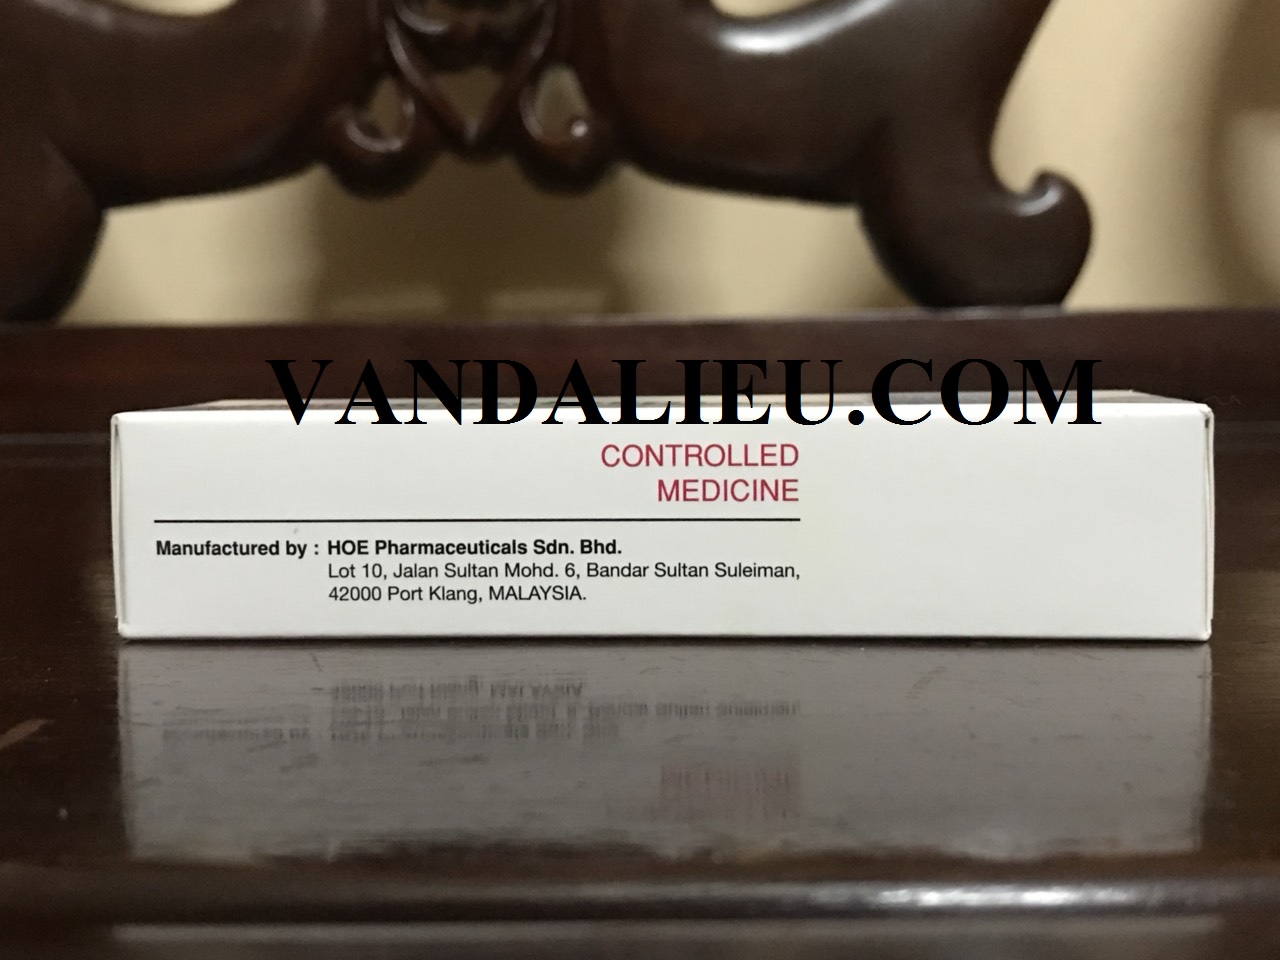 VANDALIEU.COM
CONTROLLED
MEDICINE
Manufactured by : HOE Pharmaceuticals Sdn. Bhd.
Lot 10, Jalan Sultan Mohd. 6, Bandar Sultan Suleiman,
42000 Port Klang, MALAYSIA.